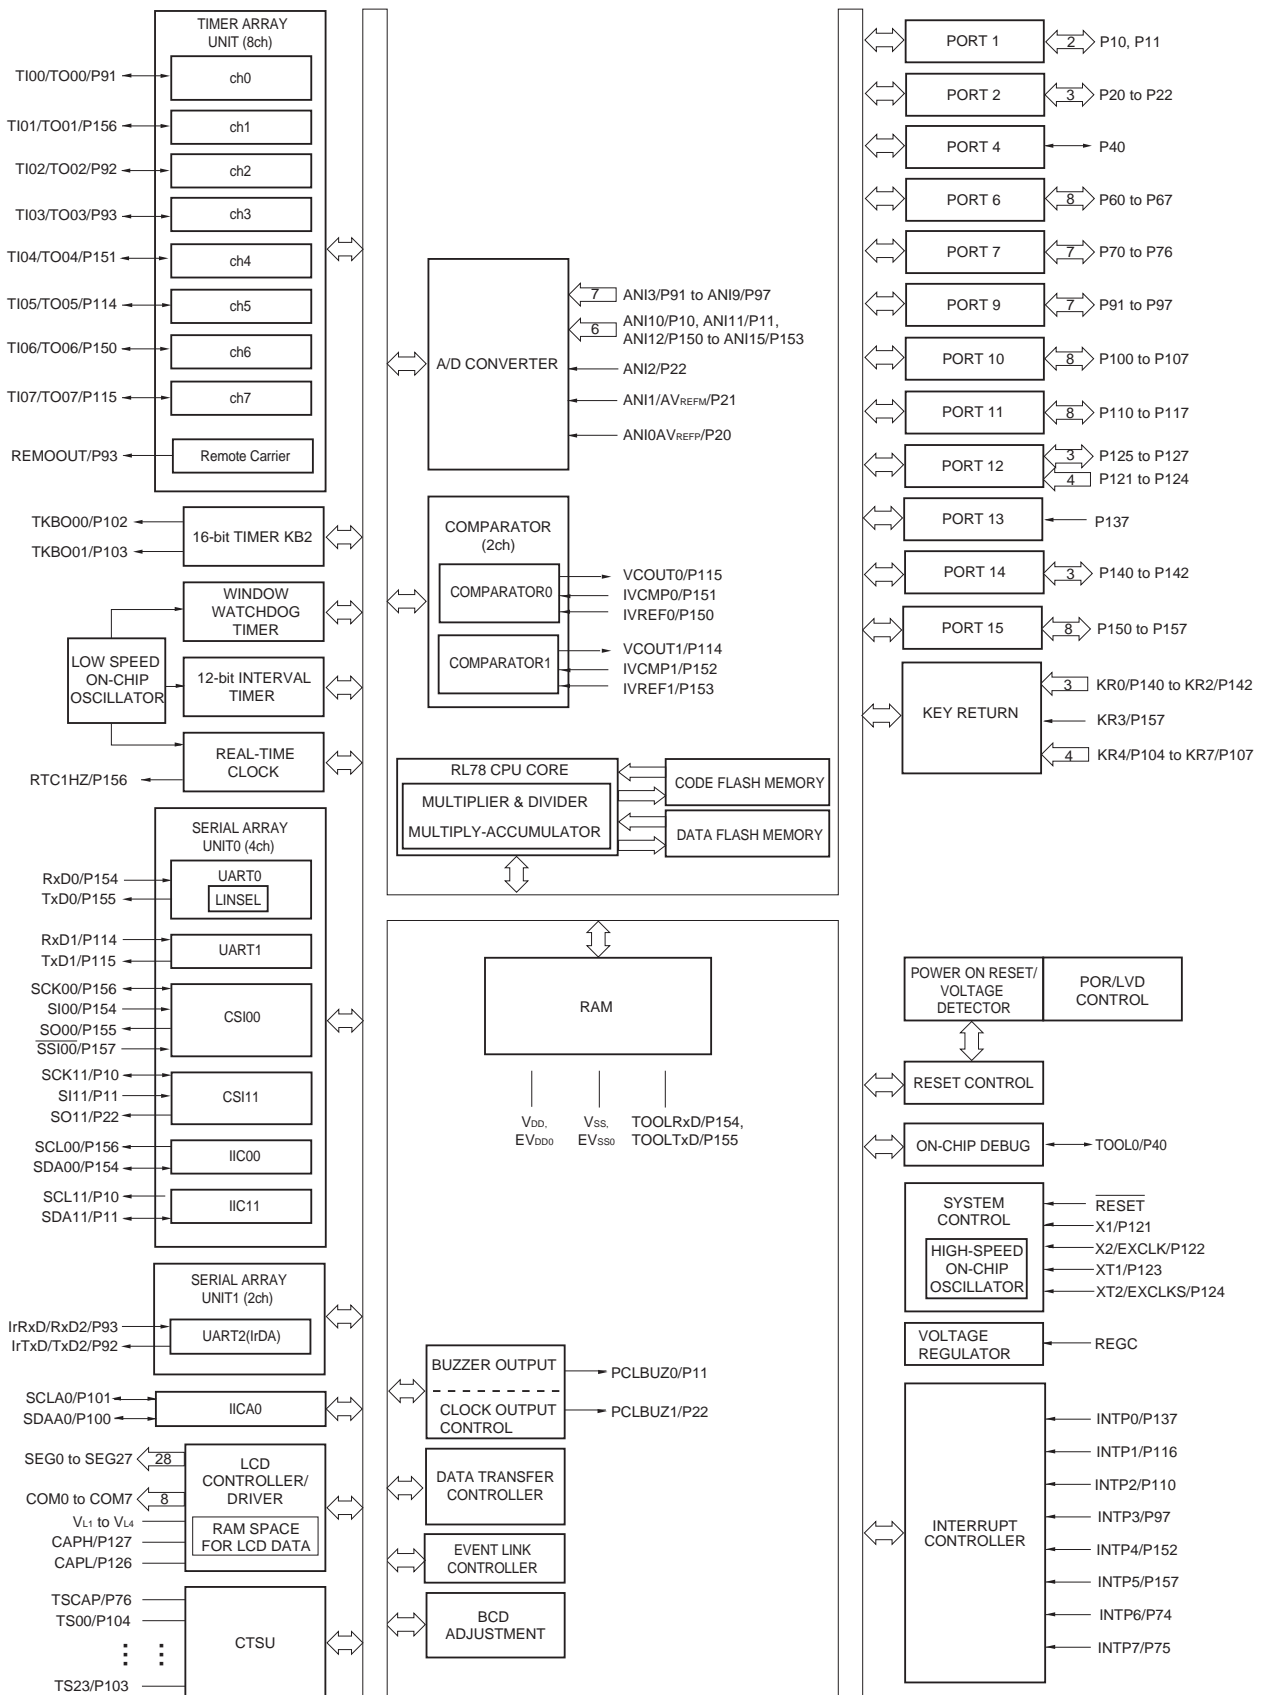 TIMER ARRAY
UNIT (8ch)
TI00/TO00/P91
ch0
TI01/TO01/P156
ch1
TI02/TO02/P92
ch2
TI03/TO03/P93
ch3
TI04/TO04/P151
ch4
TI05/TO05/P114
ch5
TI06/TO06/P150
ch6
TI07/TO07/P115
ch7
REMOOUT/P93
Remote Carrier
TKBO00/P102
TKBO01/P103
16-bit TIMER KB2
WINDOW
WATCHDOG
TIMER
LOW SPEED
ON-CHIP
OSCILLATOR
12-bit INTERVAL
TIMER
REAL-TIME
CLOCK
RTC1HZ/P156
SERIAL ARRAY
UNIT0 (4ch)
RxD0/P154
TxD0/P155
UART0
LINSEL
RxD1/P114
TxD1/P115
UART1
SCK00/P156
SI00/P154
SO00/P155
SSI00/P157
CSI00
SCK11/P10
SI11/P11
SO11/P22
CSI11
SCL00/P156
SDA00/P154
IIC00
SCL11/P10
SDA11/P11
IIC11
SERIAL ARRAY
UNIT1 (2ch)
IrRxD/RxD2/P93
IrTxD/TxD2/P92
UART2(IrDA)
SCLA0/P101
SDAA0/P100
IICA0
SEG0 to SEG27
28
COM0 to COM7
8
VL1 to VL4
CAPH/P127
CAPL/P126
LCD
CONTROLLER/
DRIVER
RAM SPACE
FOR LCD DATA
TSCAP/P76
TS00/P104
TS23/P103
CTSU
A/D CONVERTER
7
ANI3/P91 to ANI9/P97
6
ANI10/P10, ANI11/P11,
ANI12/P150 to ANI15/P153
ANI2/P22
ANI1/AVREFM/P21
ANI0AVREFP/P20
COMPARATOR
(2ch)
COMPARATOR0
VCOUT0/P115
IVCMP0/P151
IVREF0/P150
COMPARATOR1
VCOUT1/P114
IVCMP1/P152
IVREF1/P153
RL78 CPU CORE
MULTIPLIER & DIVIDER
MULTIPLY-ACCUMULATOR
CODE FLASH MEMORY
DATA FLASH MEMORY
RAM
VDD,
EVDD0
VSS,
EVSS0
TOOLRxD/P154,
TOOLTxD/P155
BUZZER OUTPUT
CLOCK OUTPUT
CONTROL
PCLBUZ0/P11
PCLBUZ1/P22
DATA TRANSFER
CONTROLLER
EVENT LINK
CONTROLLER
BCD
ADJUSTMENT
PORT 1
2
P10, P11
PORT 2
3
P20 to P22
PORT 4
P40
PORT 6
8
P60 to P67
PORT 7
7
P70 to P76
PORT 9
7
P91 to P97
PORT 10
8
P100 to P107
PORT 11
8
P110 to P117
PORT 12
3
P125 to P127
4
P121 to P124
PORT 13
P137
PORT 14
3
P140 to P142
PORT 15
8
P150 to P157
KEY RETURN
3
KR0/P140 to KR2/P142
KR3/P157
4
KR4/P104 to KR7/P107
POWER ON RESET/
VOLTAGE
DETECTOR
POR/LVD
CONTROL
RESET CONTROL
ON-CHIP DEBUG
TOOL0/P40
SYSTEM
CONTROL
HIGH-SPEED
ON-CHIP
OSCILLATOR
RESET
X1/P121
X2/EXCLK/P122
XT1/P123
XT2/EXCLKS/P124
VOLTAGE
REGULATOR
REGC
INTERRUPT
CONTROLLER
INTP0/P137
INTP1/P116
INTP2/P110
INTP3/P97
INTP4/P152
INTP5/P157
INTP6/P74
INTP7/P75